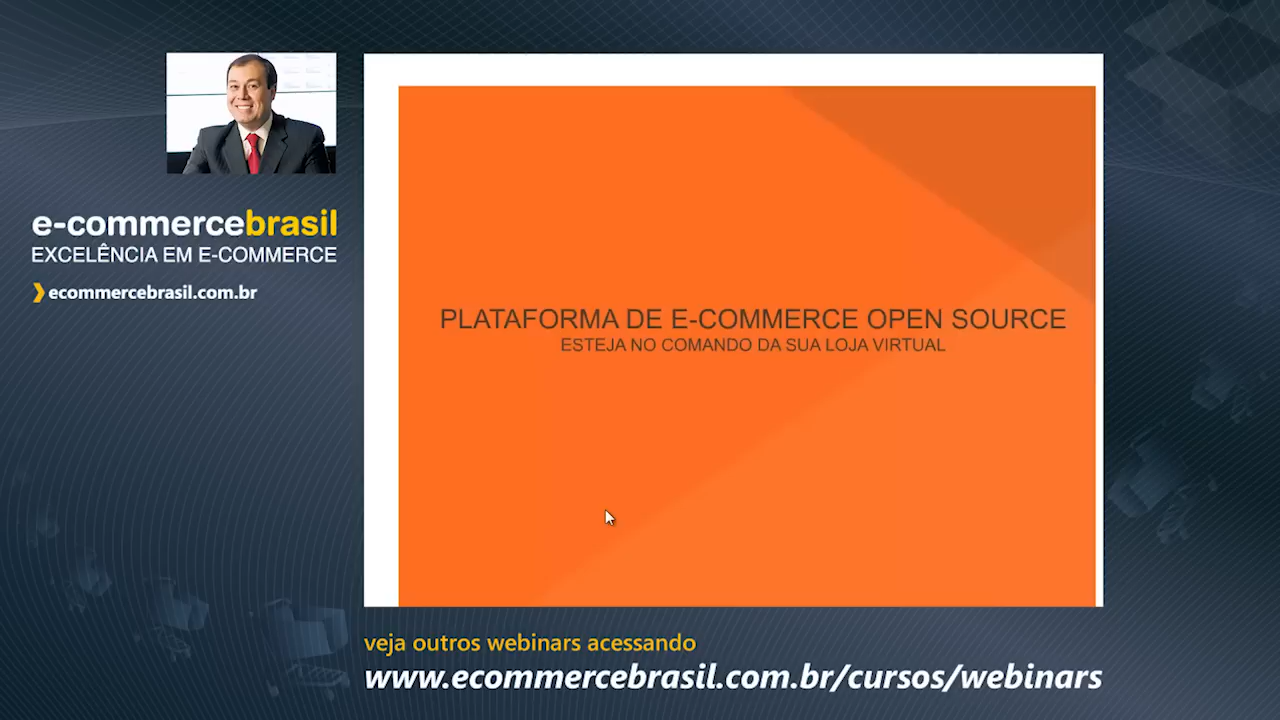 e-commercebrasil
EXCELÊNCIA EM E-COMMERCE
ecommercebrasil.com.br
PLATAFORMA DE E-COMMERCE OPEN SOURCE
ESTEJA NO COMANDO DA SUA LOJA VIRTUAL
veja outros webinars acessando
www.ecommercebrasil.com.br/cursos/webinars